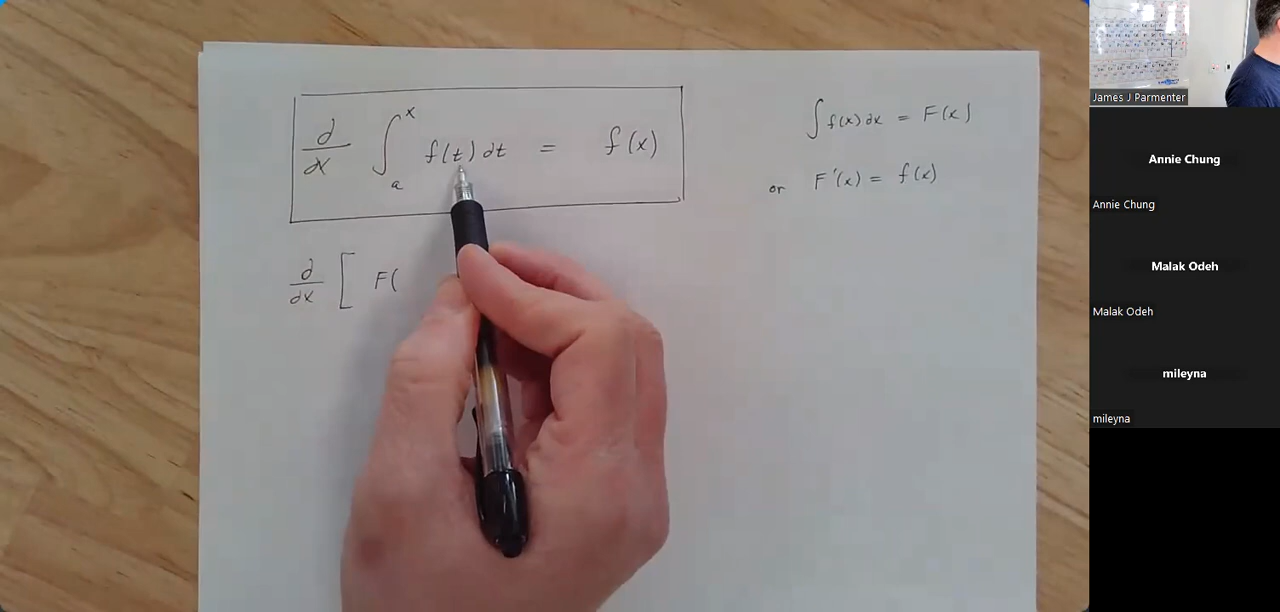 d/dx ∫_a^x f(t) dt = f(x)
∫ f(x) dx = F(x)
or F'(x) = f(x)
d/dx [ F(
James J Parmenter
Annie Chung
Annie Chung
Malak Odeh
Malak Odeh
mileyna
mileyna